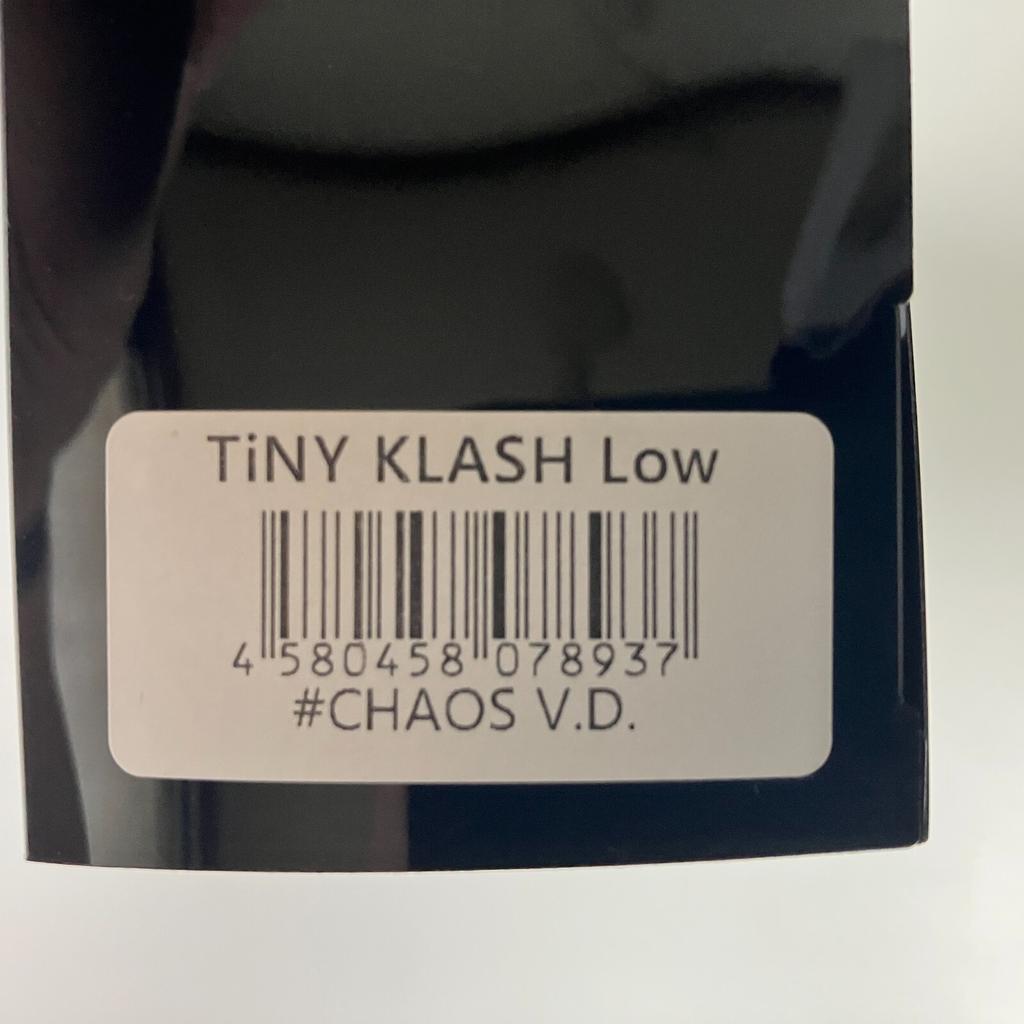 TiNY KLASH Low
4 580458 078937
#CHAOS V.D.